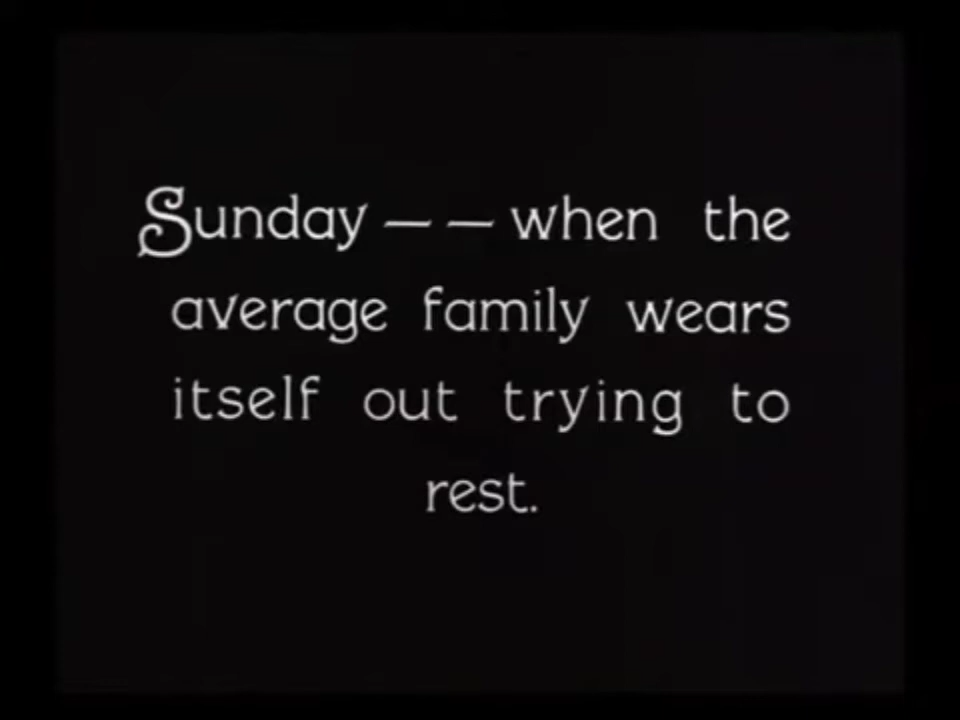 Sunday — — when the
average family wears
itself out trying to
rest.